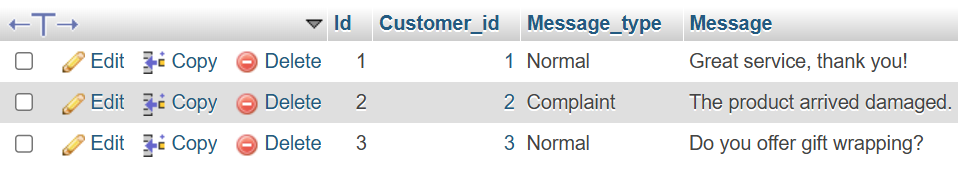 Id Customer_id Message_type Message
Edit Copy Delete 1 1 Normal Great service, thank you!
Edit Copy Delete 2 2 Complaint The product arrived damaged.
Edit Copy Delete 3 3 Normal Do you offer gift wrapping?